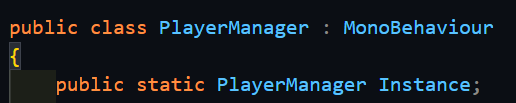 public class PlayerManager : MonoBehaviour
{
    public static PlayerManager Instance;